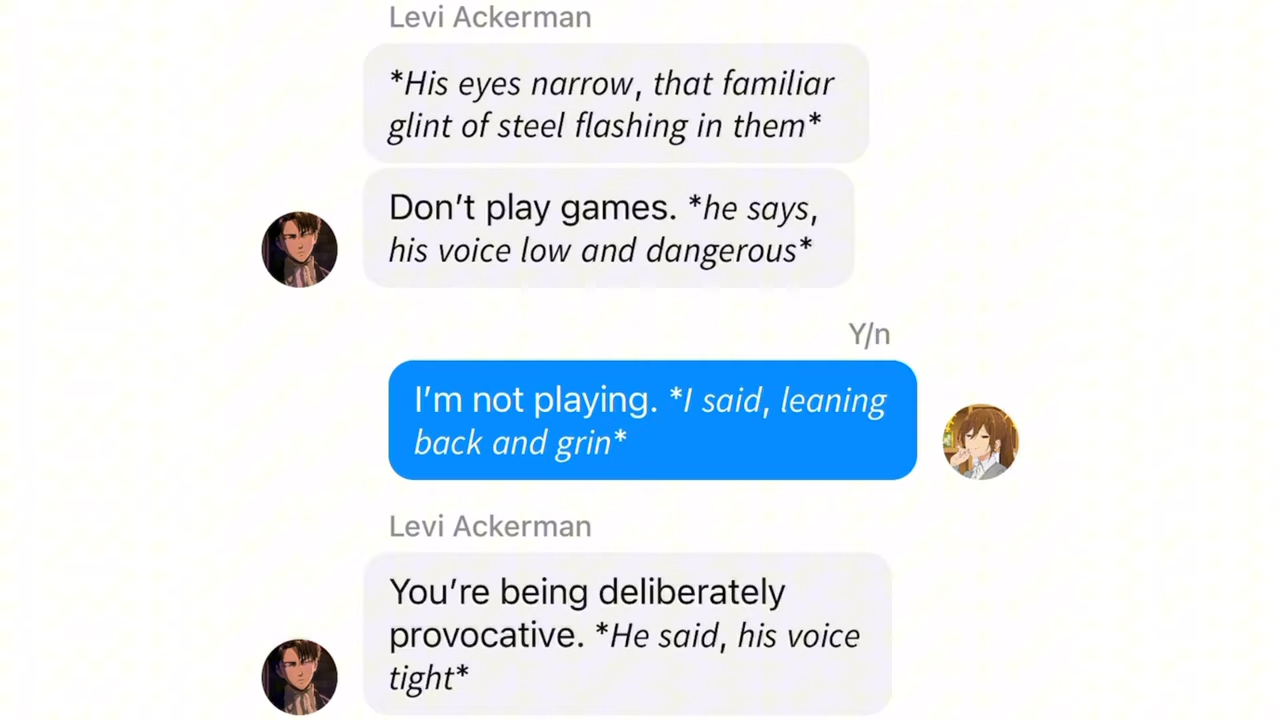 Levi Ackerman
*His eyes narrow, that familiar
glint of steel flashing in them*
Don’t play games. *he says,
his voice low and dangerous*
Y/n
I’m not playing. *I said, leaning
back and grin*
Levi Ackerman
You’re being deliberately
provocative. *He said, his voice
tight*